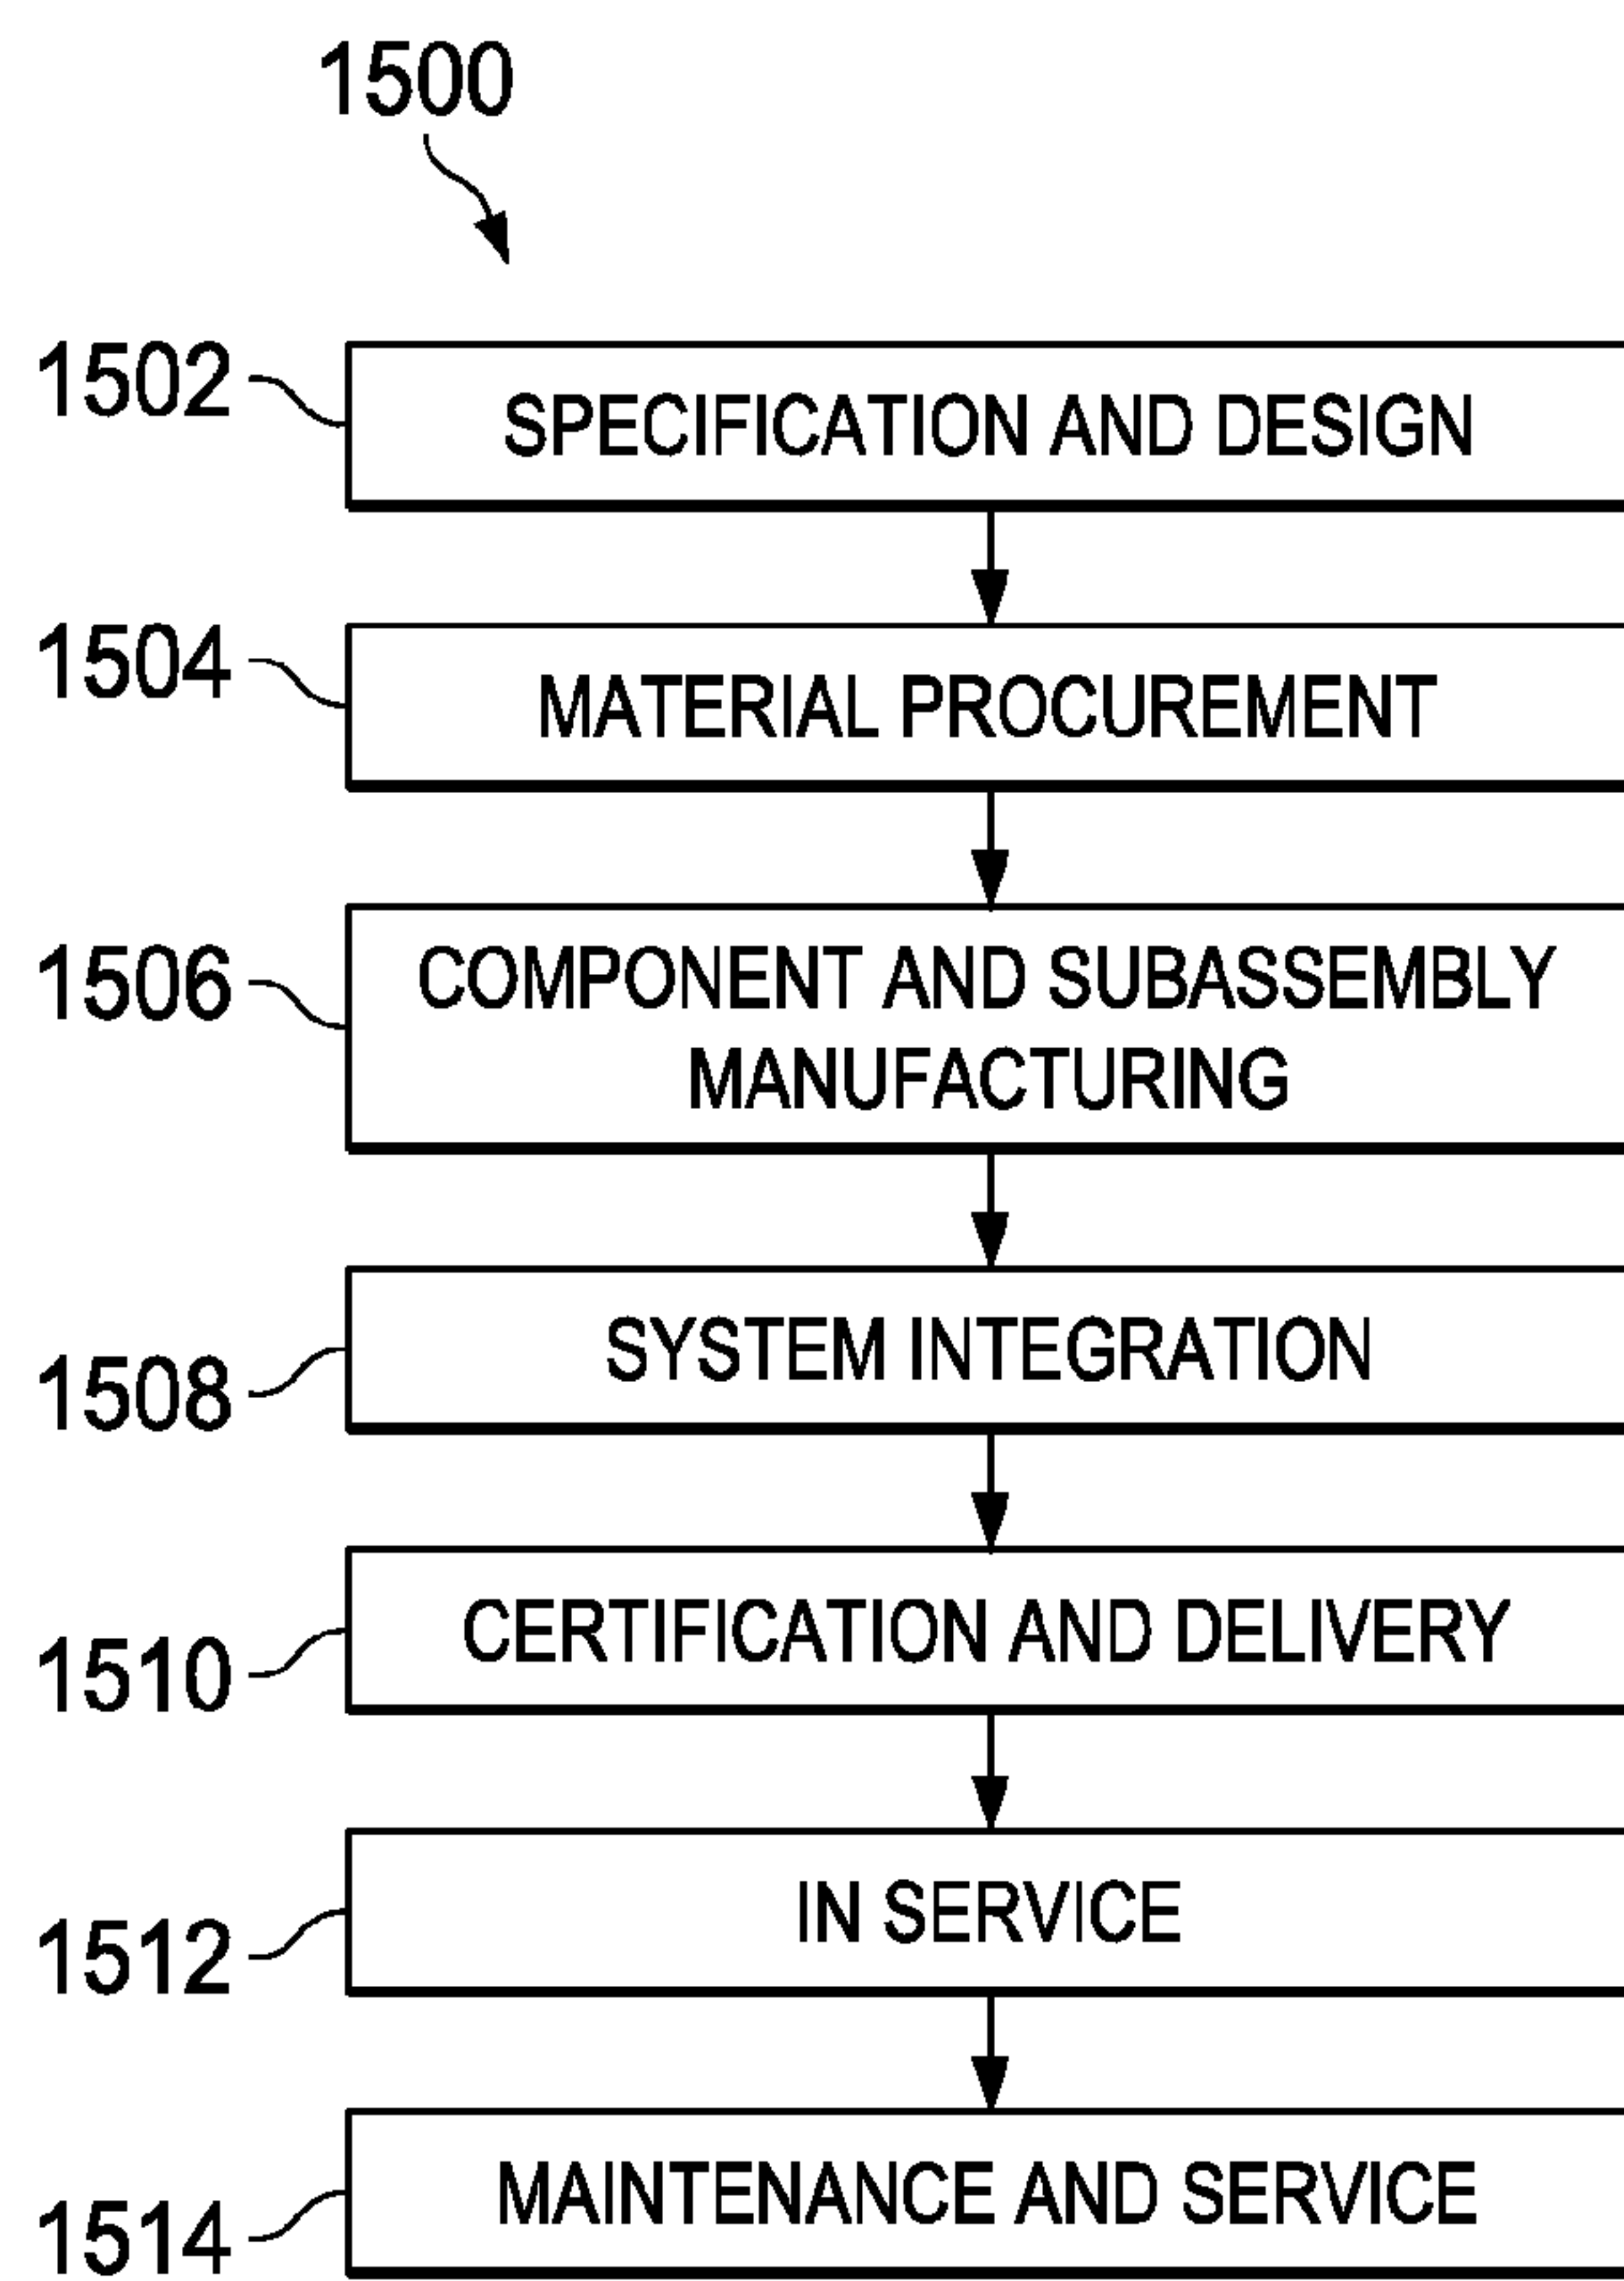 1500
1502
SPECIFICATION AND DESIGN
1504
MATERIAL PROCUREMENT
1506
COMPONENT AND SUBASSEMBLY
MANUFACTURING
1508
SYSTEM INTEGRATION
1510
CERTIFICATION AND DELIVERY
1512
IN SERVICE
1514
MAINTENANCE AND SERVICE